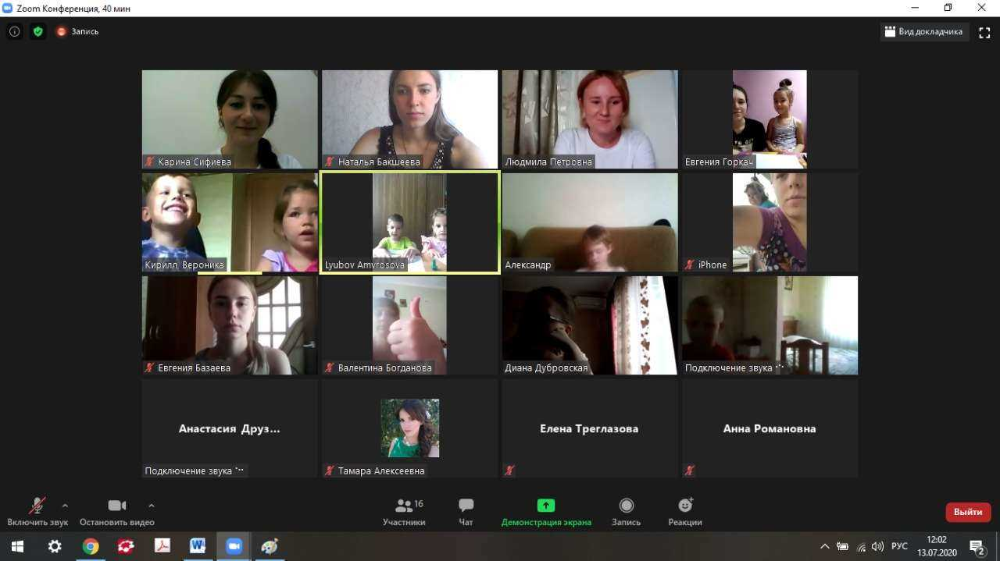 Zoom Конференция, 40 мин
Запись
Вид докладчика
Карина Сифиева
Наталья Бакшеева
Людмила Петровна
Евгения Горкач
Кирилл, Вероника
Lyubov Amvrosova
Александр
iPhone
Евгения Базаева
Валентина Богданова
Диана Дубровская
Подключение звука
Анастасия Друз...
Елена Треглазова
Анна Романовна
Подключение звука
Тамара Алексеевна
16
Включить звук
Остановить видео
Участники
Чат
Демонстрация экрана
Запись
Реакции
Выйти
РУС
12:02
13.07.2020
2